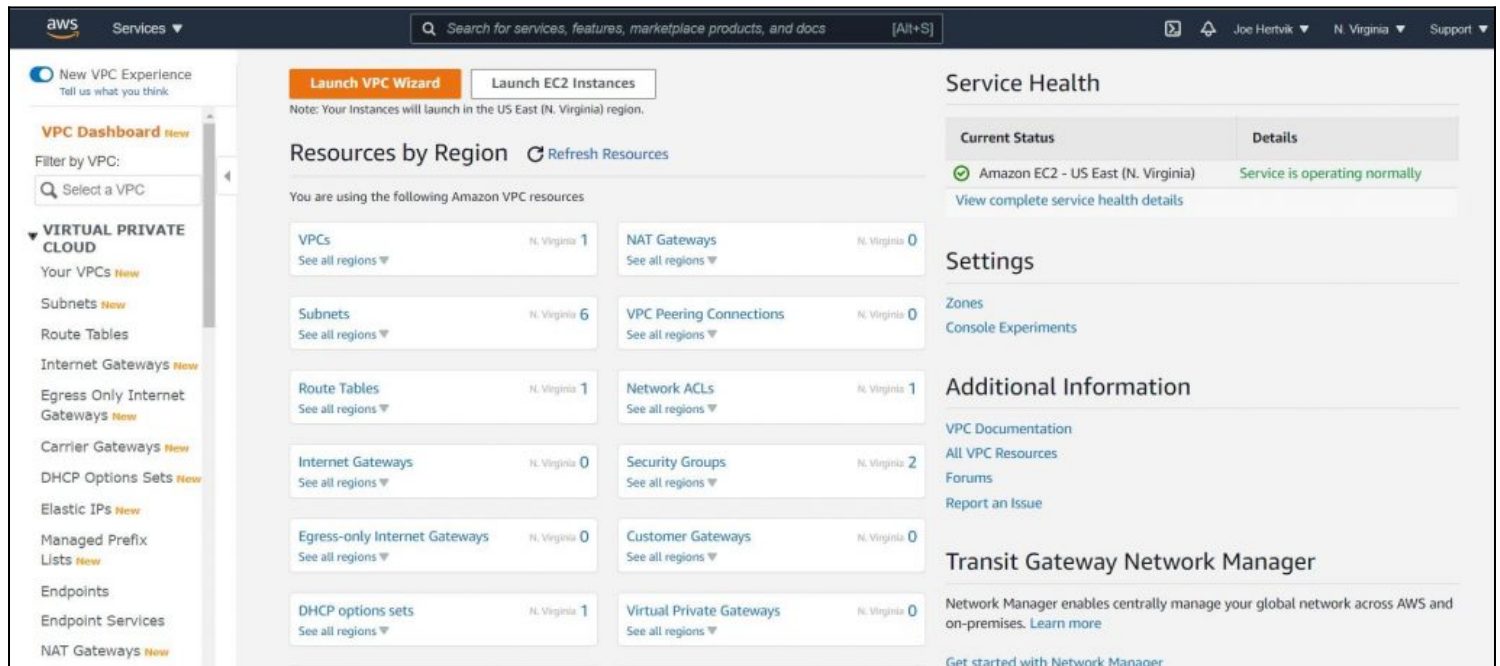 aws
Services ▼
Search for services, features, marketplace products, and docs [Alt+S]
Joe Hertvik ▼
N. Virginia ▼
Support ▼
New VPC Experience
Tell us what you think
VPC Dashboard New
Filter by VPC:
Select a VPC
VIRTUAL PRIVATE
CLOUD
Your VPCs New
Subnets New
Route Tables
Internet Gateways New
Egress Only Internet
Gateways New
Carrier Gateways New
DHCP Options Sets New
Elastic IPs New
Managed Prefix
Lists New
Endpoints
Endpoint Services
NAT Gateways New
Launch VPC Wizard
Launch EC2 Instances
Note: Your Instances will launch in the US East (N. Virginia) region.
Resources by Region
Refresh Resources
You are using the following Amazon VPC resources
VPCs N. Virginia 1
See all regions ▼
NAT Gateways N. Virginia 0
See all regions ▼
Subnets N. Virginia 6
See all regions ▼
VPC Peering Connections N. Virginia 0
See all regions ▼
Route Tables N. Virginia 1
See all regions ▼
Network ACLs N. Virginia 1
See all regions ▼
Internet Gateways N. Virginia 0
See all regions ▼
Security Groups N. Virginia 2
See all regions ▼
Egress-only Internet Gateways N. Virginia 0
See all regions ▼
Customer Gateways N. Virginia 0
See all regions ▼
DHCP options sets N. Virginia 1
See all regions ▼
Virtual Private Gateways N. Virginia 0
See all regions ▼
Service Health
Current Status Details
Amazon EC2 - US East (N. Virginia) Service is operating normally
View complete service health details
Settings
Zones
Console Experiments
Additional Information
VPC Documentation
All VPC Resources
Forums
Report an Issue
Transit Gateway Network Manager
Network Manager enables centrally manage your global network across AWS and
on-premises. Learn more
Get started with Network Manager